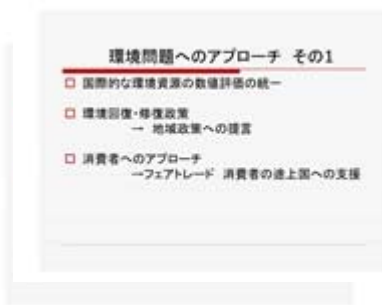 環境問題へのアプローチ その1
国際的な環境資源の数値評価の統一
環境回復・修復政策
→ 地域政策への提言
消費者へのアプローチ
→フェアトレード 消費者の途上国への支援